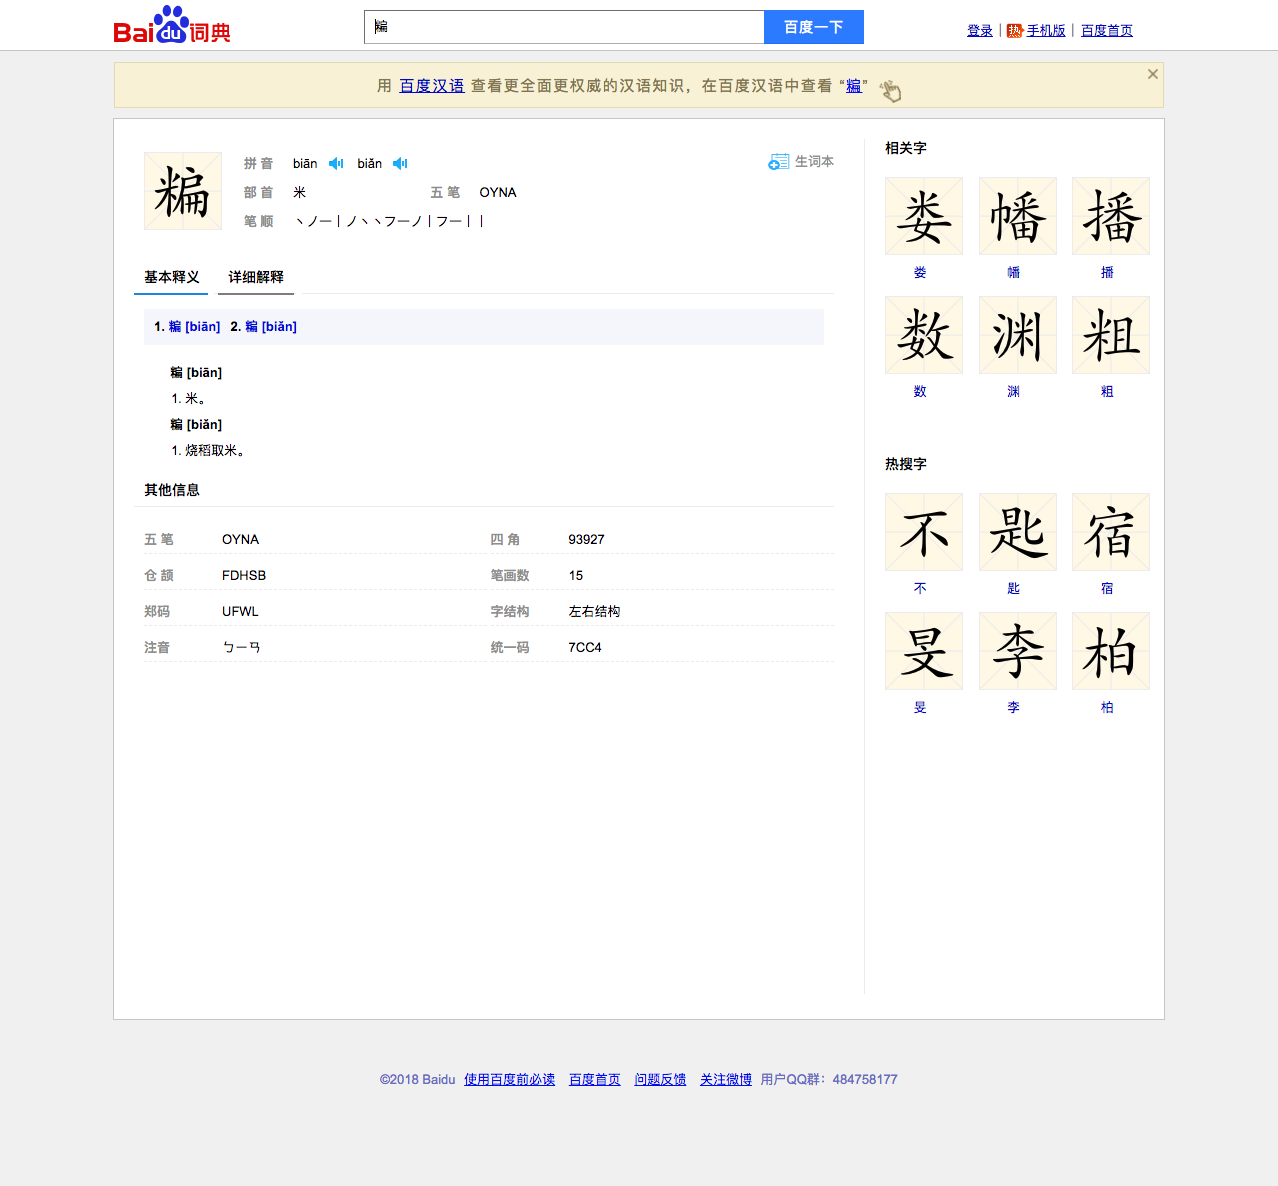 Bai du 词典
糄
百度一下
登录 | 热 手机版 | 百度首页
用 百度汉语 查看更全面更权威的汉语知识，在百度汉语中查看 “糄”
糄
拼 音 biān biǎn
生词本
部 首 米 五 笔 OYNA
笔 顺 丶ノ一丨ノ丶丶フ一ノ丨フ一丨丨
基本释义 详细解释
1. 糄 [biān] 2. 糄 [biǎn]
糄 [biān]
1. 米。
糄 [biǎn]
1. 烧稻取米。
其他信息
五 笔 OYNA 四 角 93927
仓 颉 FDHSB 笔画数 15
郑码 UFWL 字结构 左右结构
注音 ㄅㄧㄢ 统一码 7CC4
相关字
娄 幡 播
娄 幡 播
数 渊 粗
数 渊 粗
热搜字
不 匙 宿
不 匙 宿
旻 李 柏
旻 李 柏
©2018 Baidu 使用百度前必读 百度首页 问题反馈 关注微博 用户QQ群：484758177